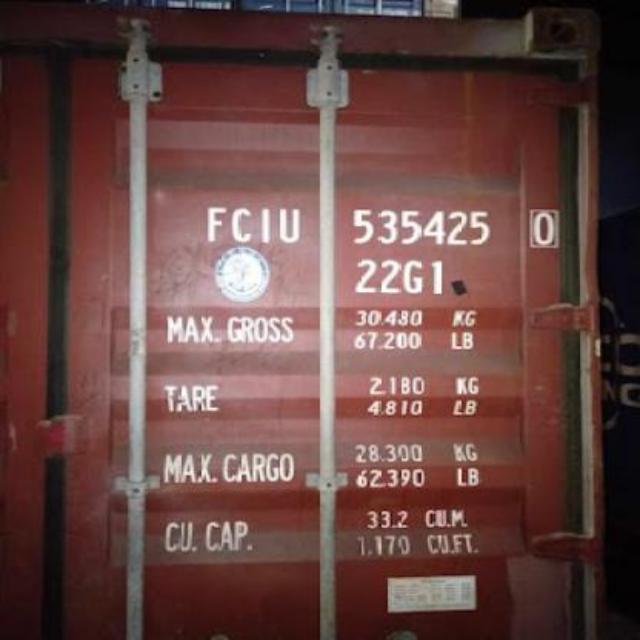 FCIU 535425 0
22G1
MAX. GROSS 30.480 KG
67.200 LB
TARE 2.180 KG
4.810 LB
MAX. CARGO 28.300 KG
62.390 LB
CU. CAP. 33.2 CU.M.
1.170 CU.FT.